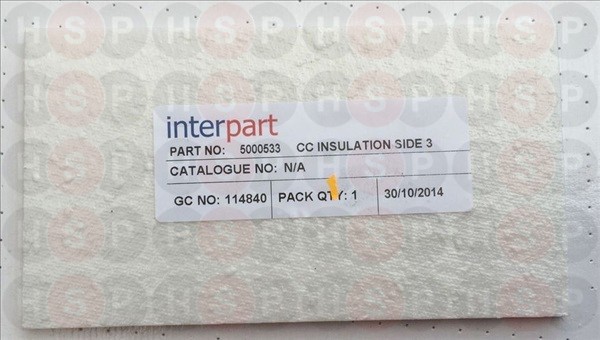 interpart
PART NO: 5000533 CC INSULATION SIDE 3
CATALOGUE NO: N/A
GC NO: 114840 PACK QTY: 1 30/10/2014